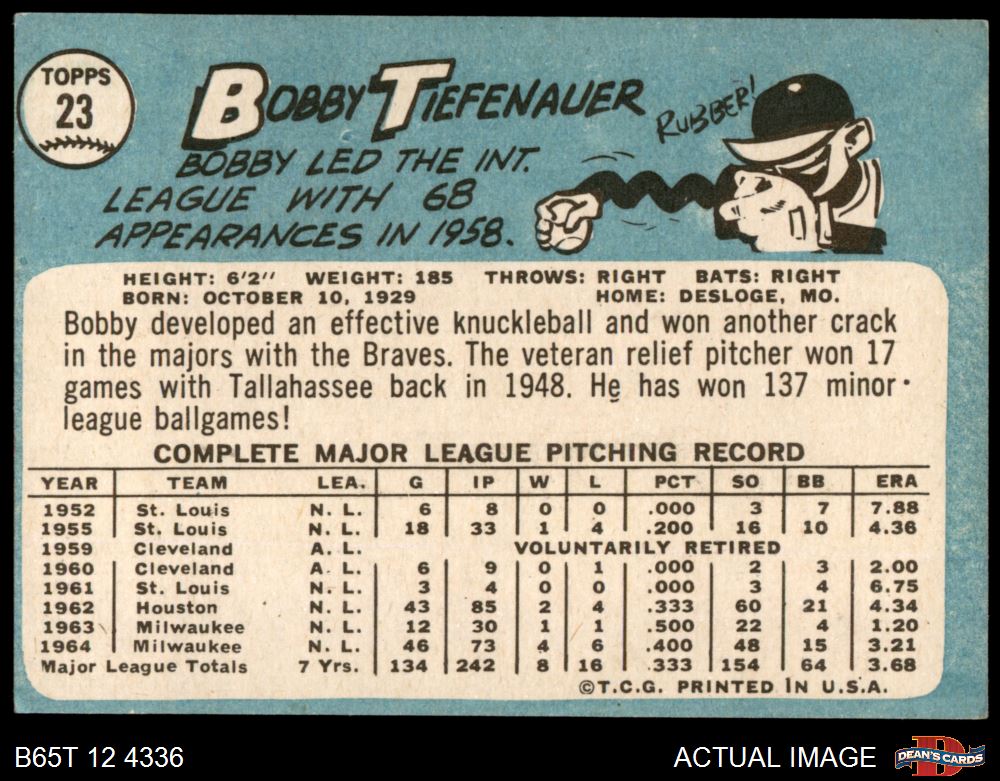 TOPPS
23
BOBBY TIEFENAUER
RUBBER!
BOBBY LED THE INT.
LEAGUE WITH 68
APPEARANCES IN 1958.
HEIGHT: 6'2" WEIGHT: 185 THROWS: RIGHT BATS: RIGHT
BORN: OCTOBER 10, 1929 HOME: DESLOGE, MO.
Bobby developed an effective knuckleball and won another crack
in the majors with the Braves. The veteran relief pitcher won 17
games with Tallahassee back in 1948. He has won 137 minor-
league ballgames!
COMPLETE MAJOR LEAGUE PITCHING RECORD
YEAR TEAM LEA. G IP W L PCT SO BB ERA
1952 St. Louis N. L. 6 8 0 0 .000 3 7 7.88
1955 St. Louis N. L. 18 33 1 4 .200 16 10 4.36
1959 Cleveland A. L. VOLUNTARILY RETIRED
1960 Cleveland A. L. 6 9 0 1 .000 2 3 2.00
1961 St. Louis N. L. 3 4 0 0 .000 3 4 6.75
1962 Houston N. L. 43 85 2 4 .333 60 21 4.34
1963 Milwaukee N. L. 12 30 1 1 .500 22 4 1.20
1964 Milwaukee N. L. 46 73 4 6 .400 48 15 3.21
Major League Totals 7 Yrs. 134 242 8 16 .333 154 64 3.68
©T.C.G. PRINTED IN U.S.A.
B65T 12 4336
ACTUAL IMAGE
D
DEAN'S CARDS